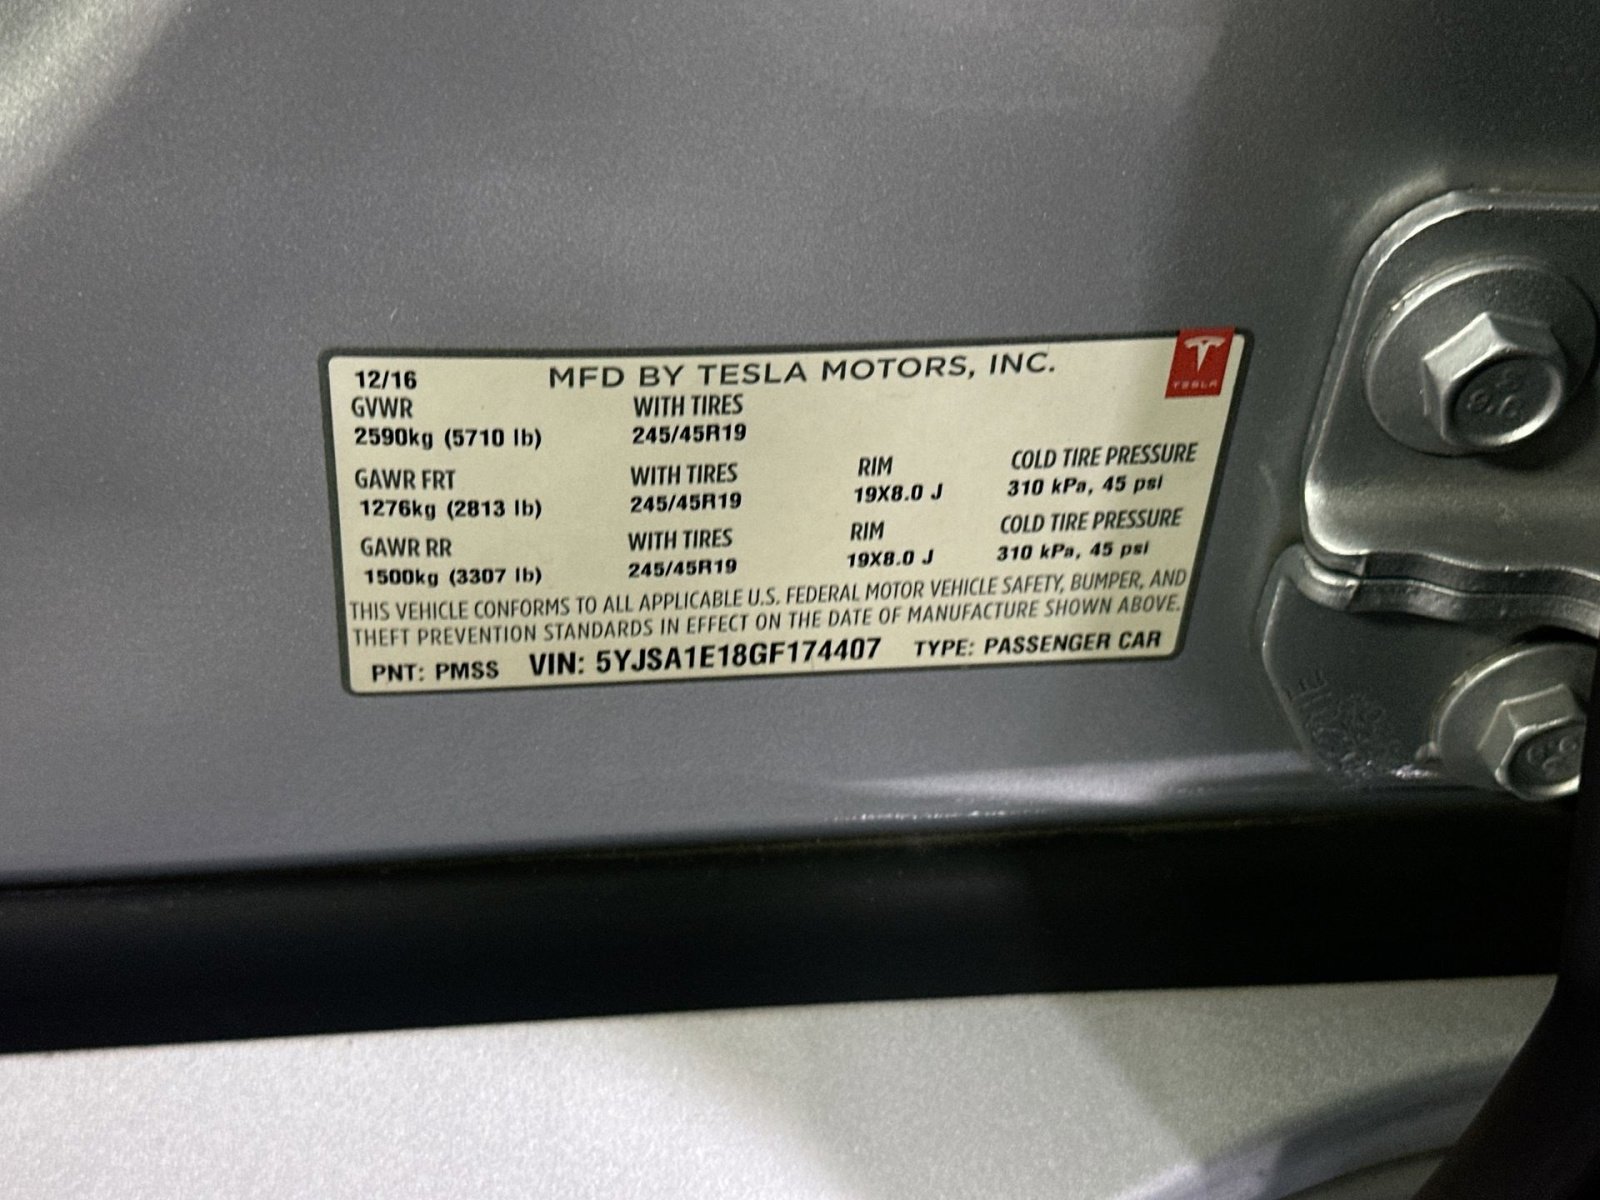 12/16 MFD BY TESLA MOTORS, INC.
TESLA
GVWR WITH TIRES
2590kg (5710 lb) 245/45R19
GAWR FRT WITH TIRES RIM COLD TIRE PRESSURE
1276kg (2813 lb) 245/45R19 19X8.0 J 310 kPa, 45 psi
GAWR RR WITH TIRES RIM COLD TIRE PRESSURE
1500kg (3307 lb) 245/45R19 19X8.0 J 310 kPa, 45 psi
THIS VEHICLE CONFORMS TO ALL APPLICABLE U.S. FEDERAL MOTOR VEHICLE SAFETY, BUMPER, AND
THEFT PREVENTION STANDARDS IN EFFECT ON THE DATE OF MANUFACTURE SHOWN ABOVE.
PNT: PMSS VIN: 5YJSA1E18GF174407 TYPE: PASSENGER CAR